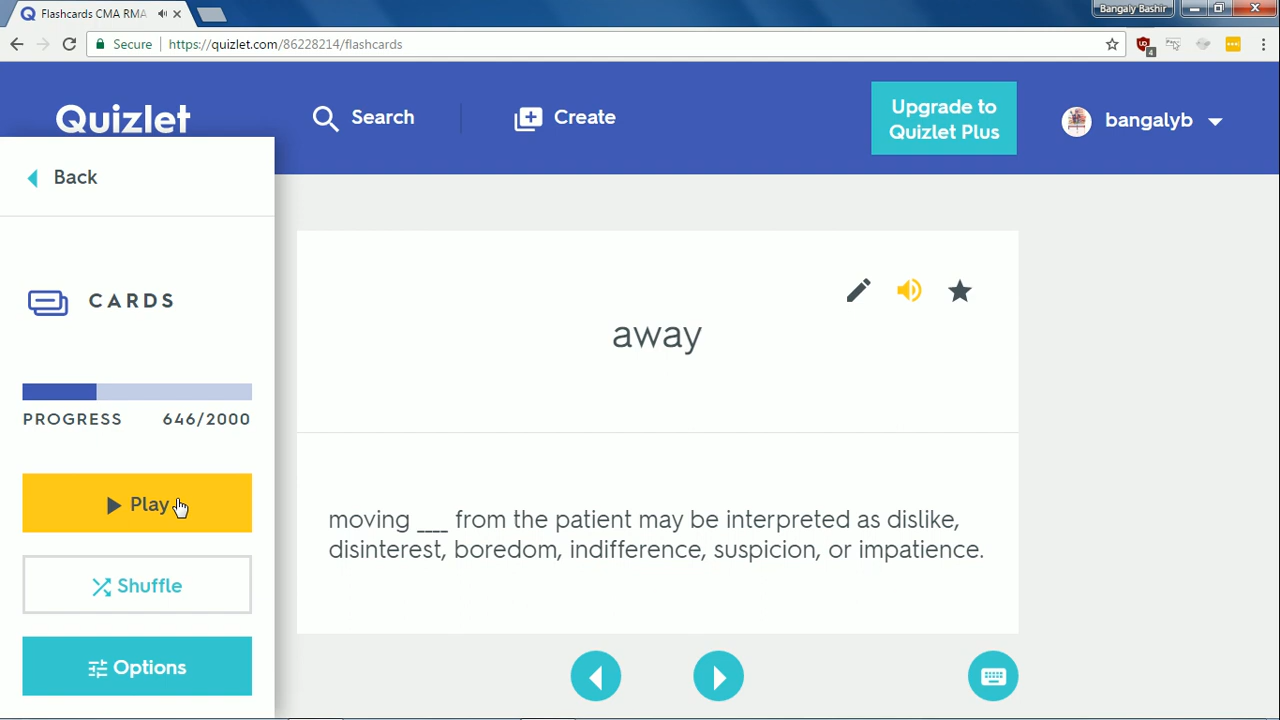 Flashcards CMA RMA
Bangaly Bashir
Secure
https://quizlet.com/86228214/flashcards
4
Quizlet
Search
Create
Upgrade to
Quizlet Plus
bangalyb
Back
CARDS
PROGRESS 646/2000
Play
Shuffle
Options
away
moving ____ from the patient may be interpreted as dislike,
disinterest, boredom, indifference, suspicion, or impatience.